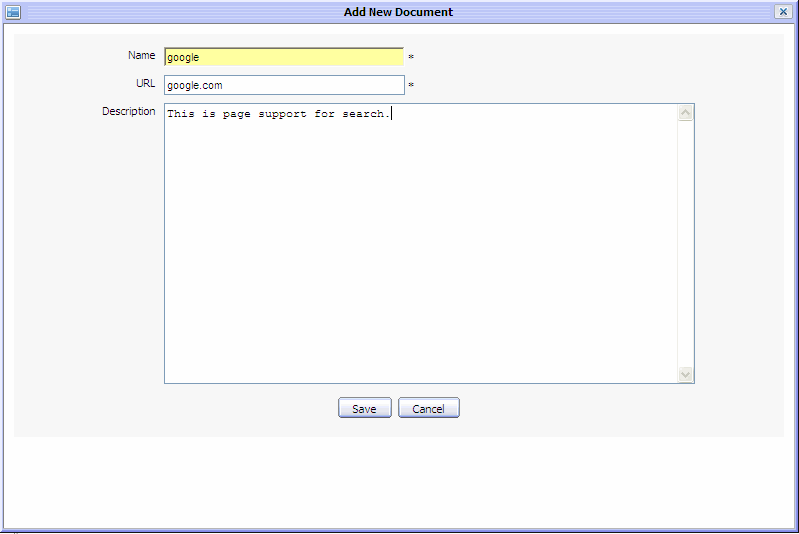 Add New Document
Name google *
URL google.com *
Description This is page support for search.
Save Cancel